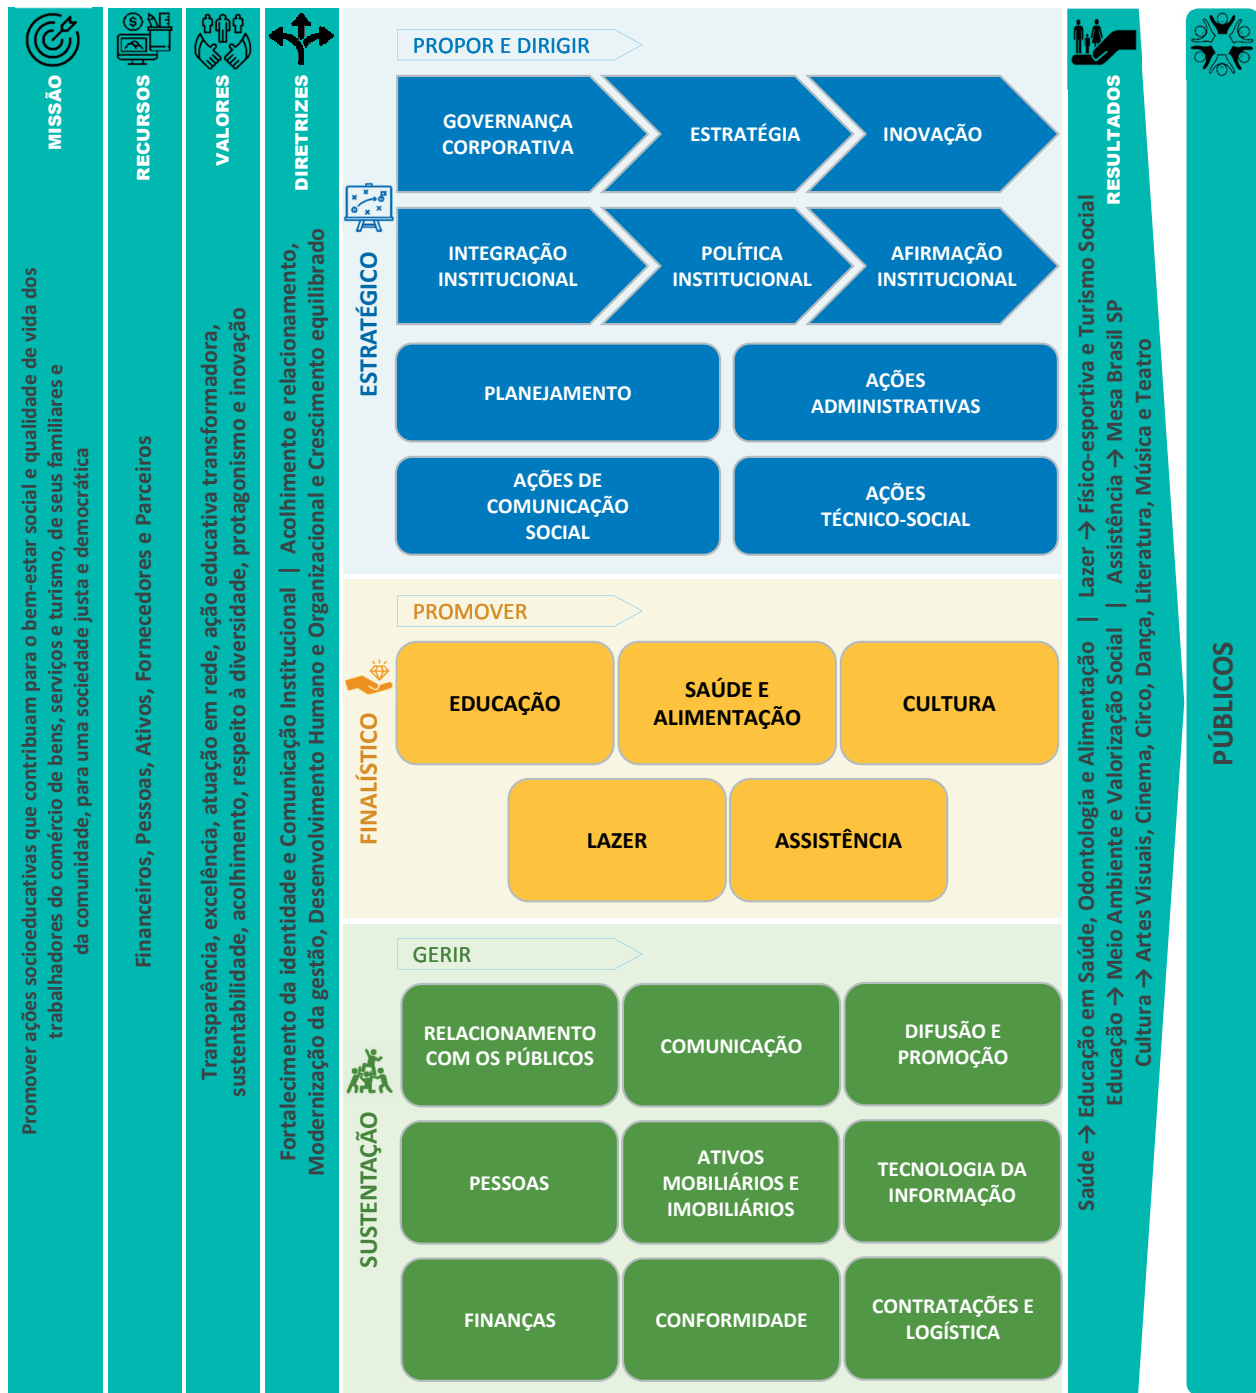 MISSÃO
Promover ações socioeducativas que contribuam para o bem-estar social e qualidade de vida dos
trabalhadores do comércio de bens, serviços e turismo, de seus familiares e
da comunidade, para uma sociedade justa e democrática
RECURSOS
Financeiros, Pessoas, Ativos, Fornecedores e Parceiros
VALORES
Transparência, excelência, atuação em rede, ação educativa transformadora,
sustentabilidade, acolhimento, respeito à diversidade, protagonismo e inovação
DIRETRIZES
Fortalecimento da identidade e Comunicação Institucional | Acolhimento e relacionamento,
Modernização da gestão, Desenvolvimento Humano e Organizacional e Crescimento equilibrado
ESTRATÉGICO
PROPOR E DIRIGIR
GOVERNANÇA
CORPORATIVA
ESTRATÉGIA
INOVAÇÃO
INTEGRAÇÃO
INSTITUCIONAL
POLÍTICA
INSTITUCIONAL
AFIRMAÇÃO
INSTITUCIONAL
PLANEJAMENTO
AÇÕES
ADMINISTRATIVAS
AÇÕES DE
COMUNICAÇÃO
SOCIAL
AÇÕES
TÉCNICO-SOCIAL
FINALÍSTICO
PROMOVER
EDUCAÇÃO
SAÚDE E
ALIMENTAÇÃO
CULTURA
LAZER
ASSISTÊNCIA
SUSTENTAÇÃO
GERIR
RELACIONAMENTO
COM OS PÚBLICOS
COMUNICAÇÃO
DIFUSÃO E
PROMOÇÃO
PESSOAS
ATIVOS
MOBILIÁRIOS E
IMOBILIÁRIOS
TECNOLOGIA DA
INFORMAÇÃO
FINANÇAS
CONFORMIDADE
CONTRATAÇÕES E
LOGÍSTICA
RESULTADOS
Saúde → Educação em Saúde, Odontologia e Alimentação | Lazer → Físico-esportiva e Turismo Social
Educação → Meio Ambiente e Valorização Social | Assistência → Mesa Brasil SP
Cultura → Artes Visuais, Cinema, Circo, Dança, Literatura, Música e Teatro
PÚBLICOS